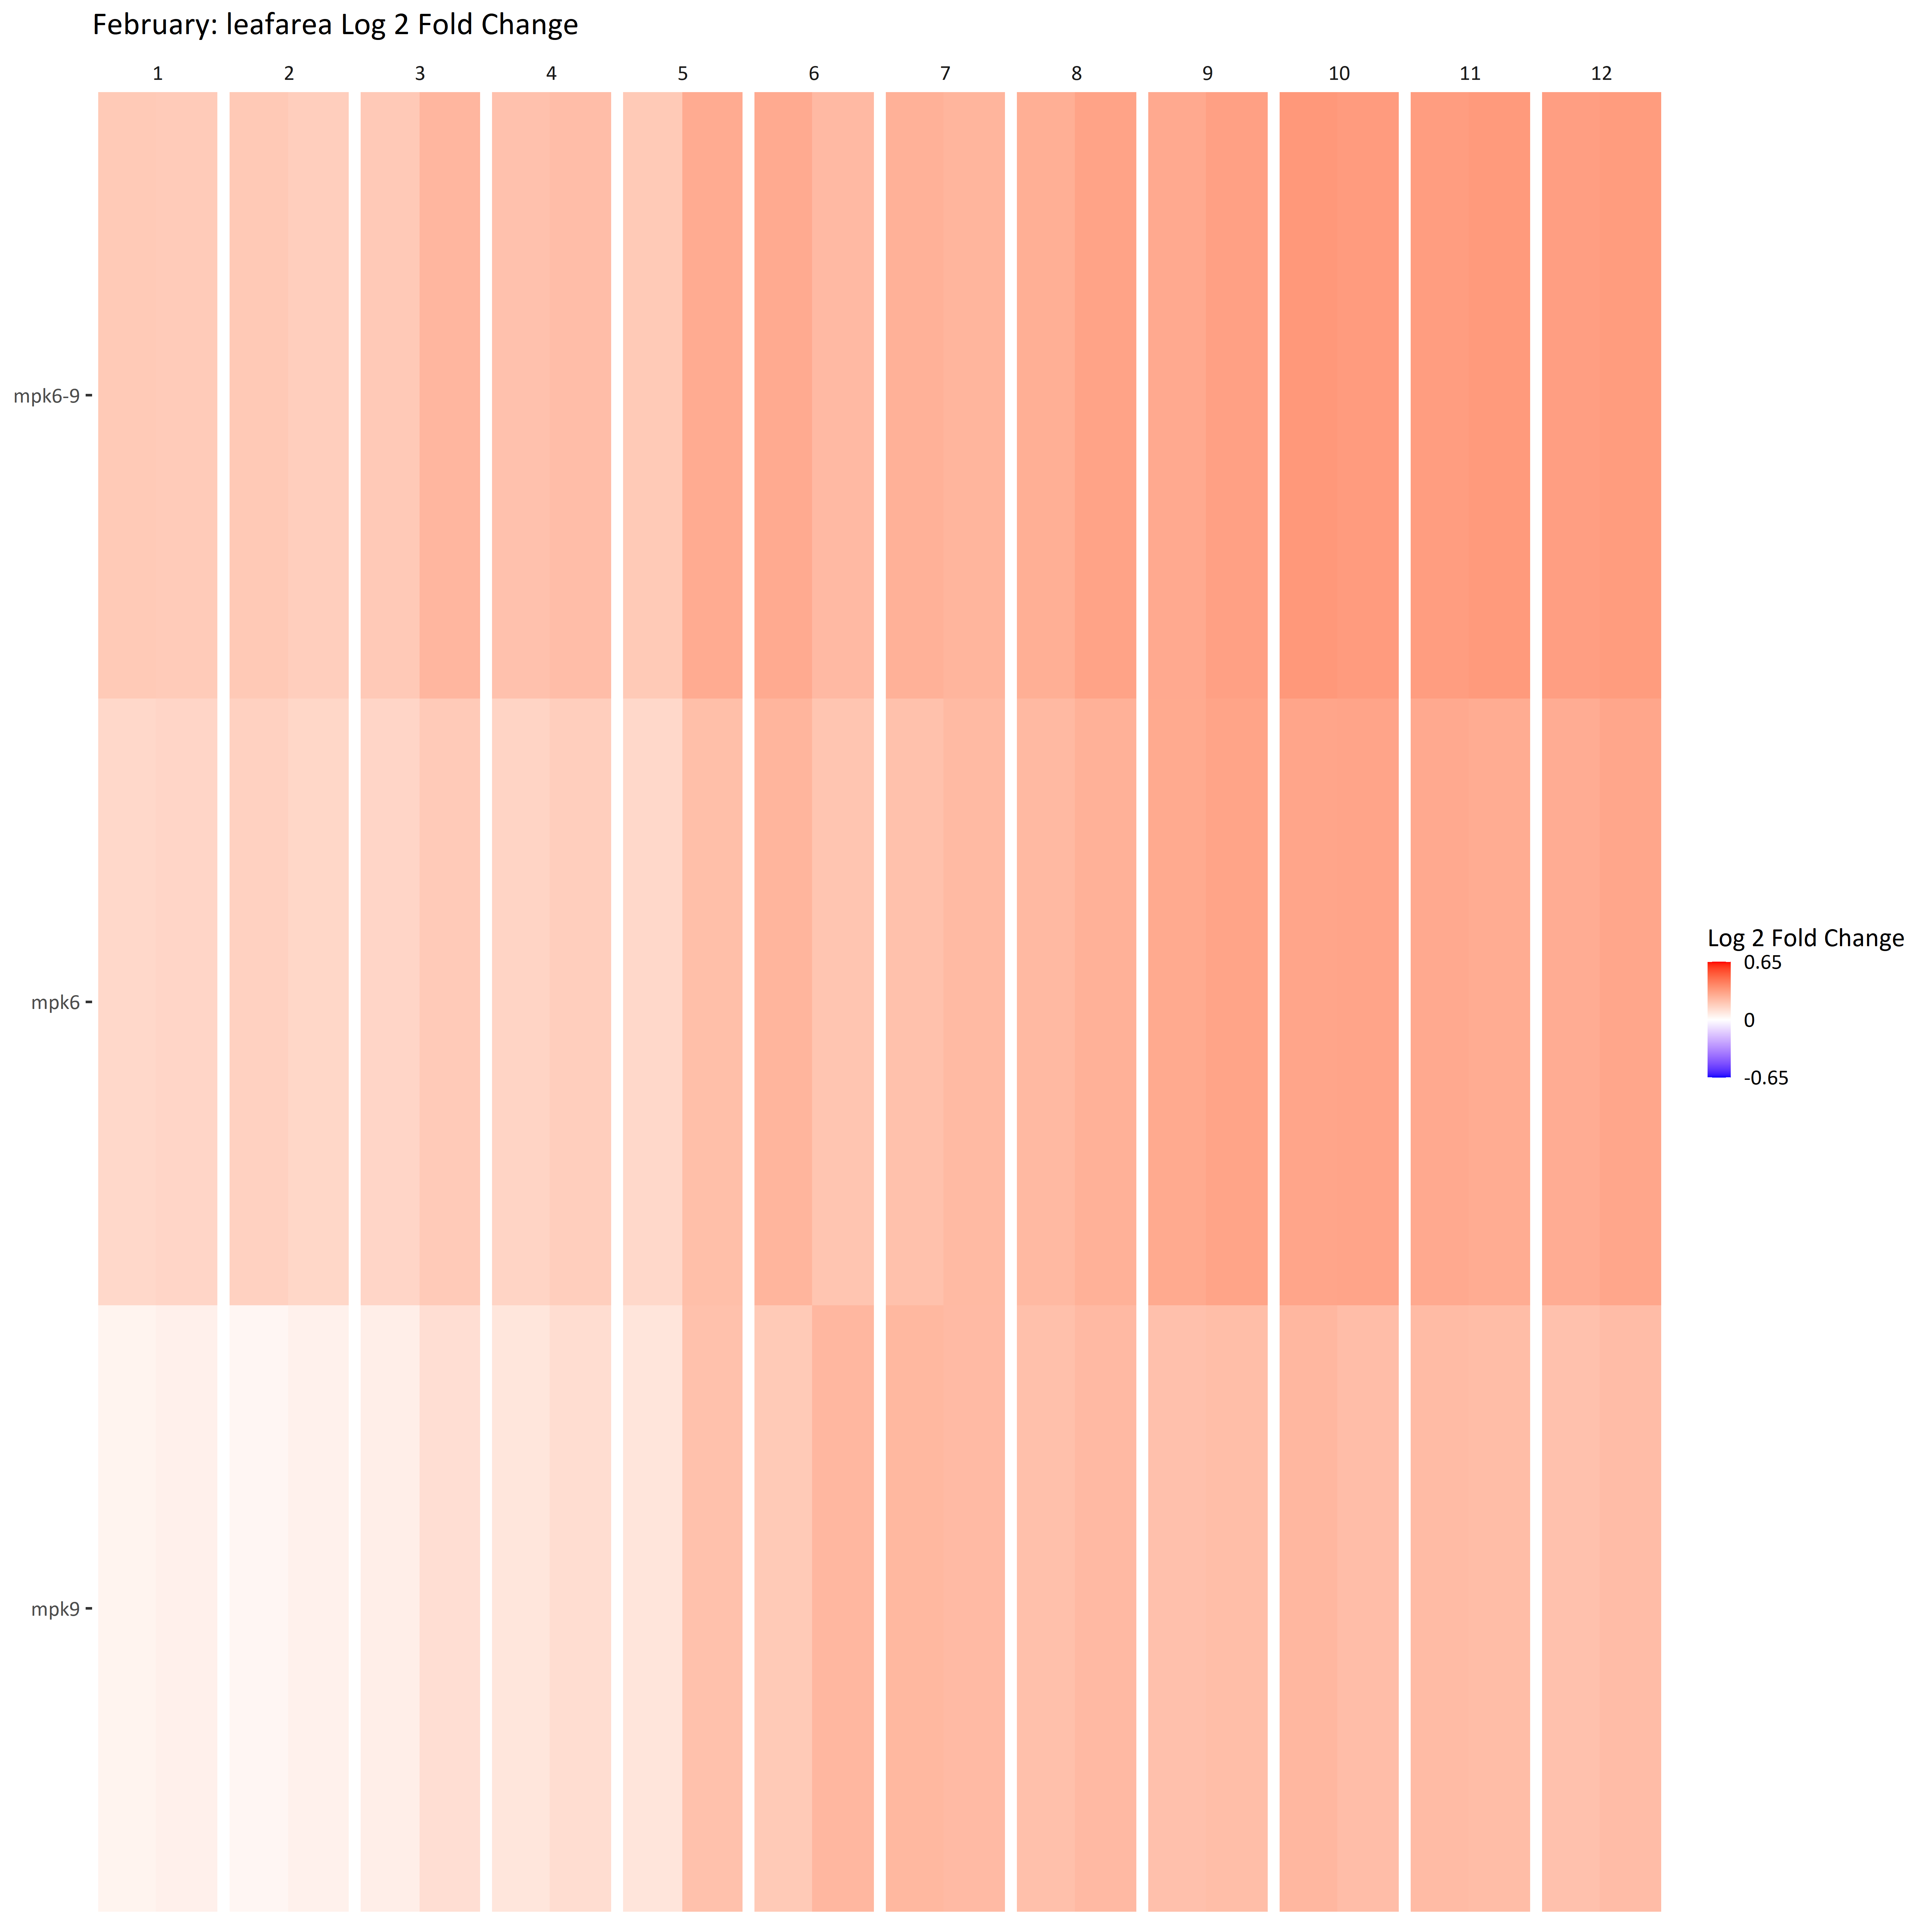 February: leafarea Log 2 Fold Change
1 2 3 4 5 6 7 8 9 10 11 12
mpk6-9
mpk6
mpk9
Log 2 Fold Change
0.65
0
-0.65